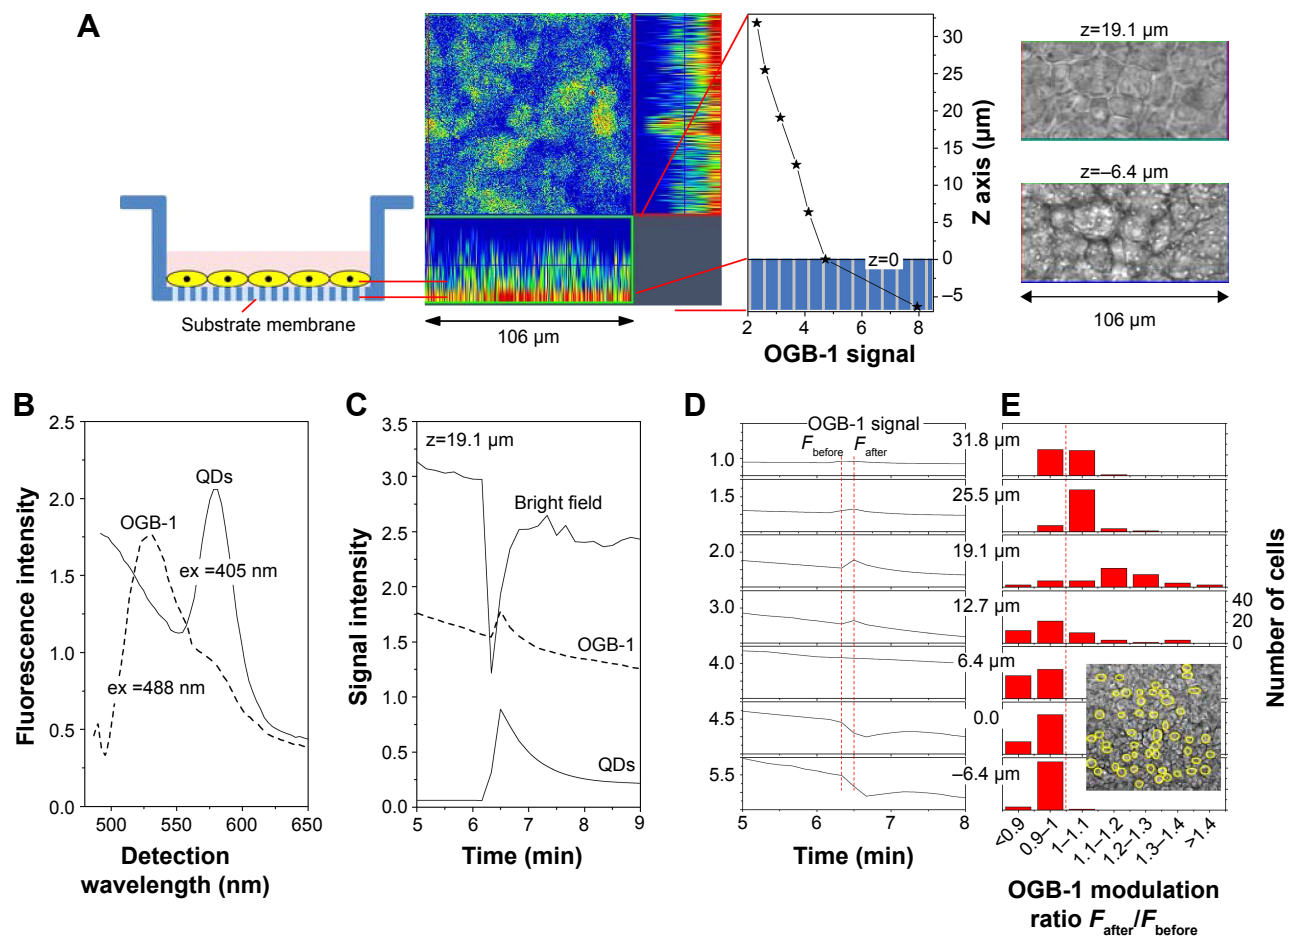 A
Substrate membrane
106 µm
30
25
20
15
10
5
0
–5
Z axis (µm)
z=0
2
4
6
8
OGB-1 signal
z=19.1 µm
z=–6.4 µm
106 µm
B
2.5
2.0
1.5
1.0
0.5
0.0
Fluorescence intensity
QDs
OGB-1
ex =405 nm
ex =488 nm
500
550
600
650
Detection
wavelength (nm)
C
3.5
3.0
2.5
2.0
1.5
1.0
0.5
0.0
Signal intensity
z=19.1 µm
Bright field
OGB-1
QDs
5
6
7
8
9
Time (min)
D
OGB-1 signal
Fbefore
Fafter
1.0
31.8 µm
1.5
25.5 µm
2.0
19.1 µm
3.0
12.7 µm
4.0
6.4 µm
4.5
0.0
5.5
–6.4 µm
5
6
7
8
Time (min)
E
40
20
0
Number of cells
<0.9
0.9–1
1–1.1
1.1–1.2
1.2–1.3
1.3–1.4
>1.4
OGB-1 modulation
ratio Fafter/Fbefore